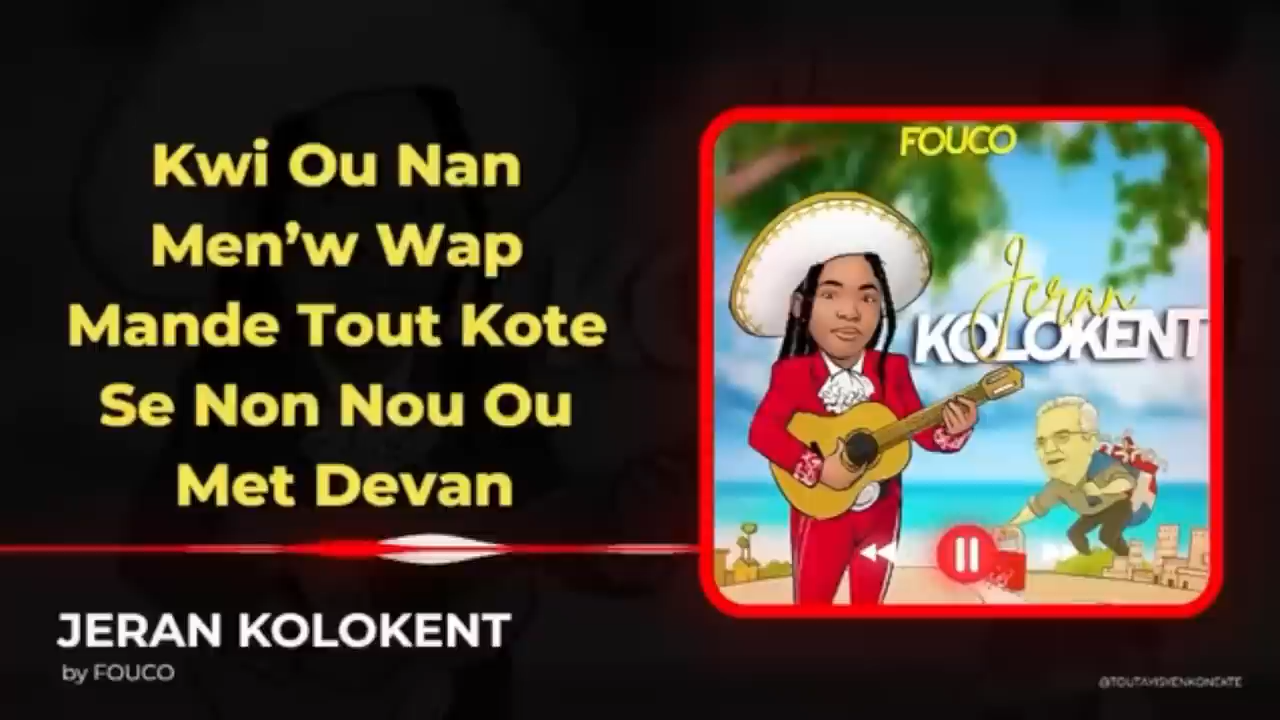 Kwi Ou Nan
Men’w Wap
Mande Tout Kote
Se Non Nou Ou
Met Devan
FOUCO
Jeran
KOLOKENT
JERAN KOLOKENT
by FOUCO